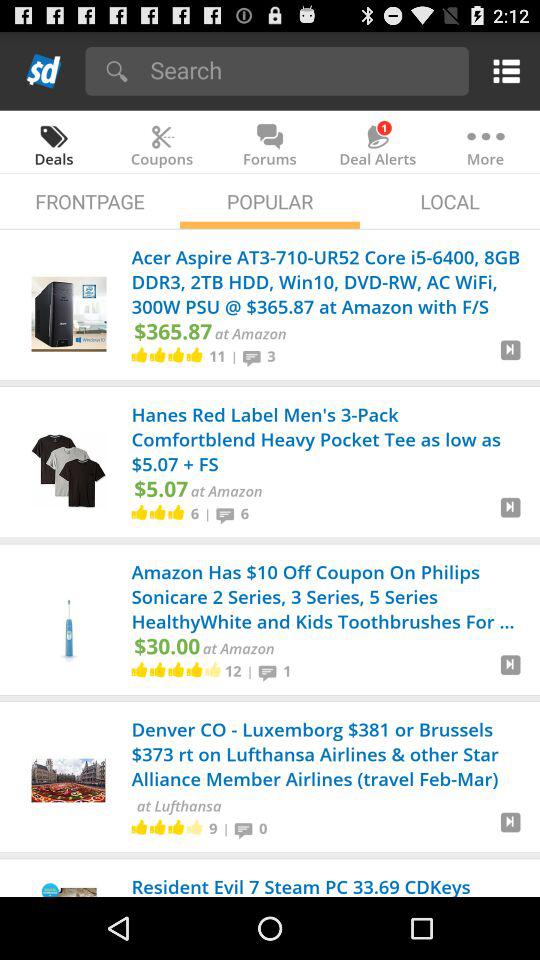 2:12
$d
Search
1
Deals
Coupons
Forums
Deal Alerts
More
FRONTPAGE
POPULAR
LOCAL
Acer Aspire AT3-710-UR52 Core i5-6400, 8GB
DDR3, 2TB HDD, Win10, DVD-RW, AC WiFi,
300W PSU @ $365.87 at Amazon with F/S
$365.87 at Amazon
11 | 3
Hanes Red Label Men's 3-Pack
Comfortblend Heavy Pocket Tee as low as
$5.07 + FS
$5.07 at Amazon
6 | 6
Amazon Has $10 Off Coupon On Philips
Sonicare 2 Series, 3 Series, 5 Series
HealthyWhite and Kids Toothbrushes For ...
$30.00 at Amazon
12 | 1
Denver CO - Luxemborg $381 or Brussels
$373 rt on Lufthansa Airlines & other Star
Alliance Member Airlines (travel Feb-Mar)
at Lufthansa
9 | 0
Resident Evil 7 Steam PC 33.69 CDKeys